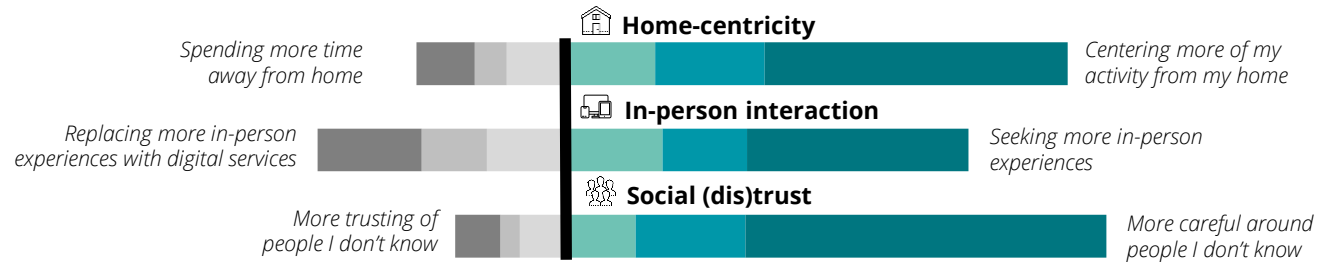 Home-centricity
Spending more time
away from home
Centering more of my
activity from my home
In-person interaction
Replacing more in-person
experiences with digital services
Seeking more in-person
experiences
Social (dis)trust
More trusting of
people I don’t know
More careful around
people I don’t know